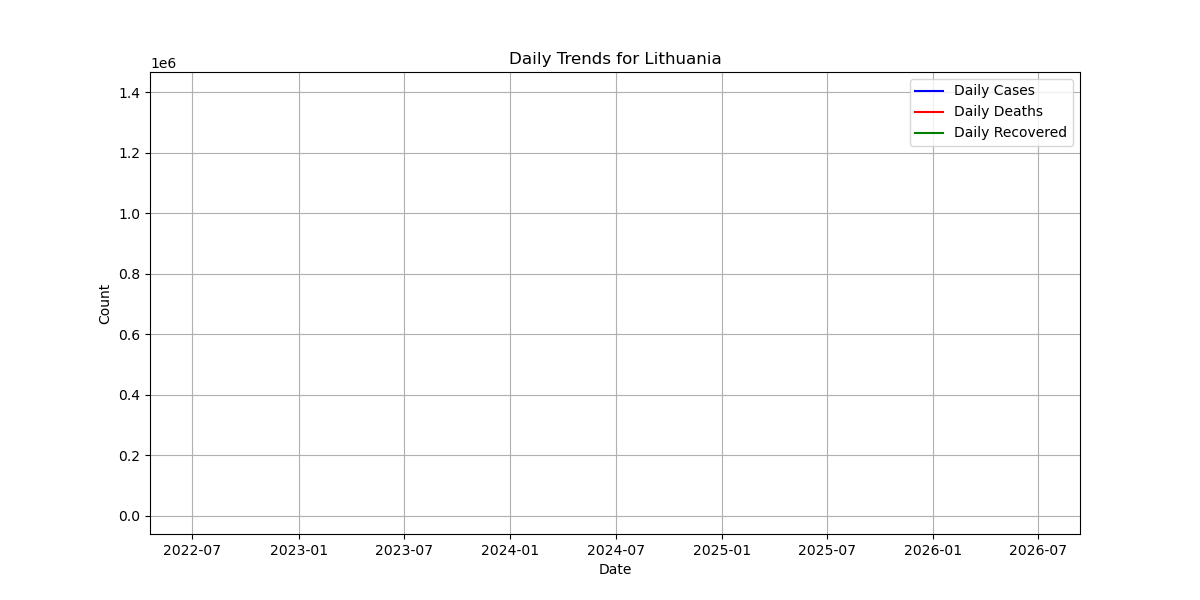 Daily Trends for Lithuania
1e6
Daily Cases
Daily Deaths
Daily Recovered
1.4
1.2
1.0
0.8
0.6
0.4
0.2
0.0
Count
2022-07 2023-01 2023-07 2024-01 2024-07 2025-01 2025-07 2026-01 2026-07
Date